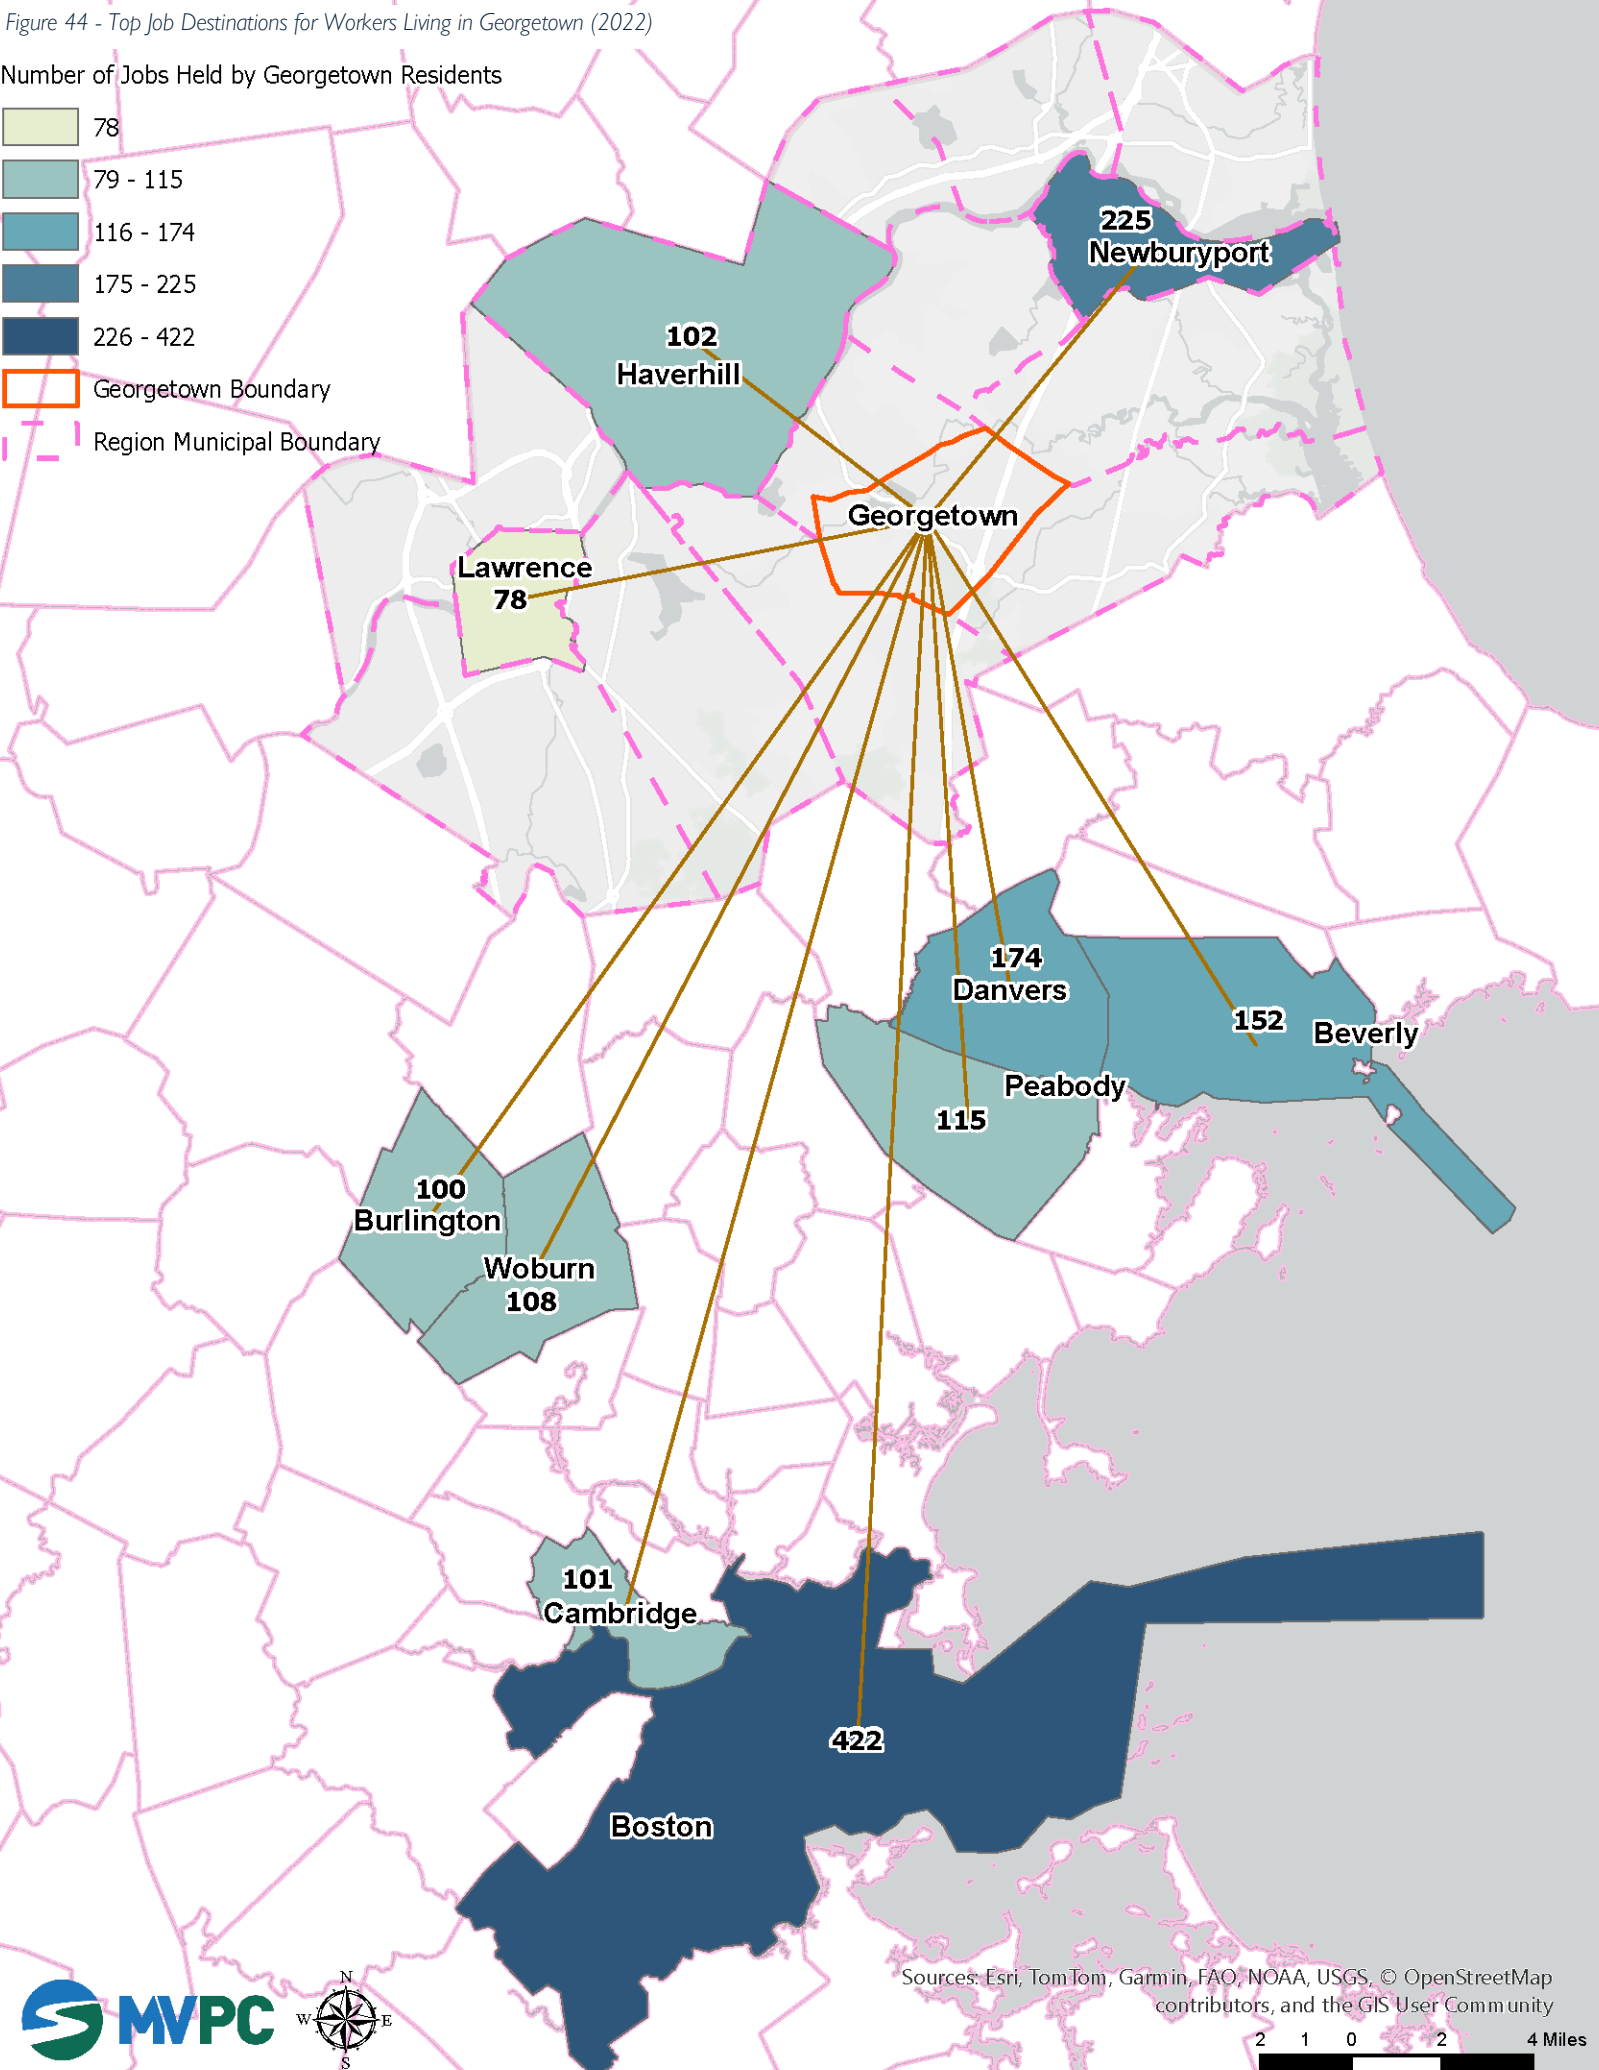 Figure 44 - Top Job Destinations for Workers Living in Georgetown (2022)
Number of Jobs Held by Georgetown Residents
78
79 - 115
116 - 174
175 - 225
226 - 422
Georgetown Boundary
Region Municipal Boundary
225
Newburyport
102
Haverhill
Georgetown
Lawrence
78
174
Danvers
152
Beverly
Peabody
115
100
Burlington
Woburn
108
101
Cambridge
422
Boston
MVPC
N
W
E
S
Sources: Esri, TomTom, Garmin, FAO, NOAA, USGS, © OpenStreetMap
contributors, and the GIS User Community
2 1 0 2 4 Miles